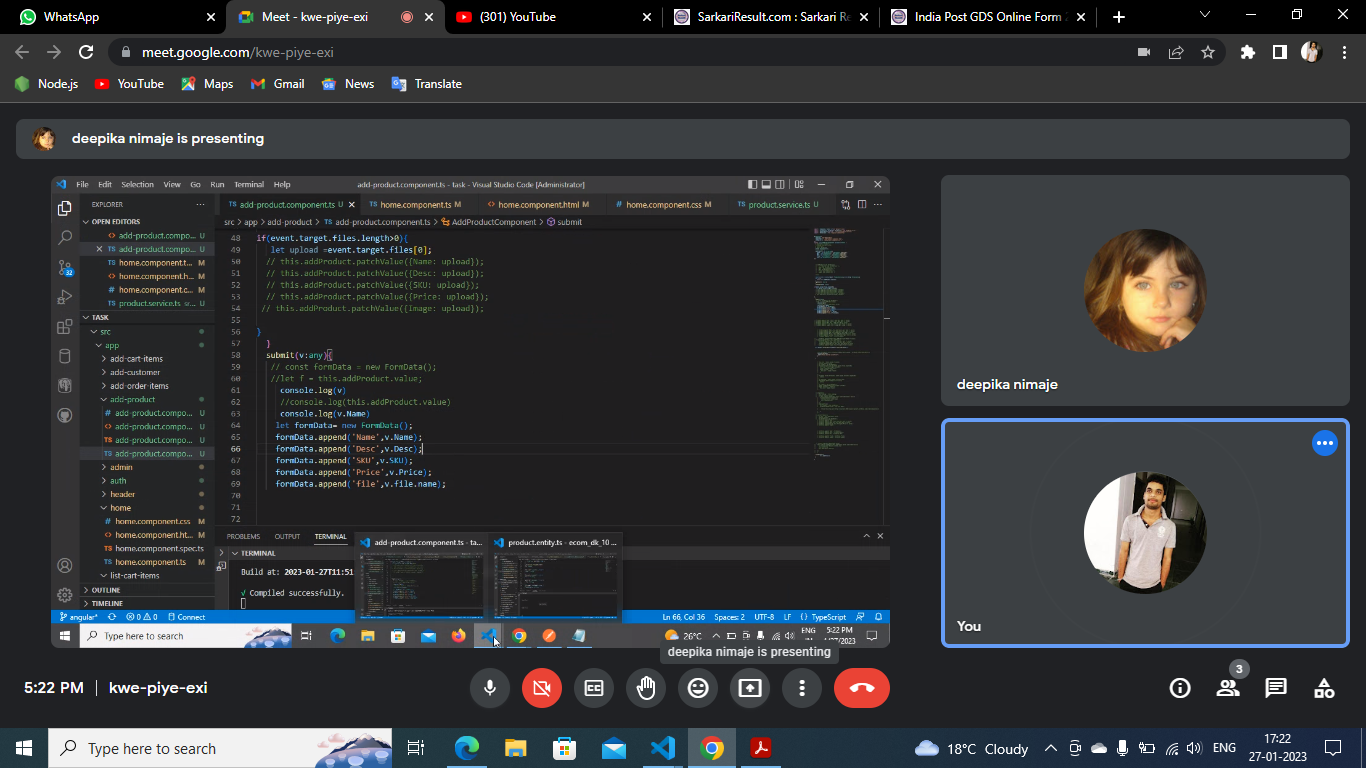 WhatsApp
Meet - kwe-piye-exi
(301) YouTube
SarkariResult.com : Sarkari Re
India Post GDS Online Form 2
meet.google.com/kwe-piye-exi
Node.js
YouTube
Maps
Gmail
News
Translate
deepika nimaje is presenting
File Edit Selection View Go Run Terminal Help
add-product.component.ts - task - Visual Studio Code [Administrator]
EXPLORER
add-product.component.ts U
home.component.ts M
home.component.html M
home.component.css M
product.service.ts U
src > app > add-product > add-product.component.ts > AddProductComponent > submit
OPEN EDITORS
add-product.compo... U
add-product.compo... U
home.component.t... M
home.component.h... M
home.component.c... M
product.service.ts sr... U
TASK
src
app
add-cart-items
add-customer
add-order-items
add-product
add-product.compo... U
add-product.compo... U
add-product.compo... U
add-product.compo... U
admin
auth
header
home
home.component.css M
home.component.ht... M
home.component.spec.ts
home.component.ts M
list-cart-items
OUTLINE
TIMELINE
32
48 if(event.target.files.length>0){
49 let upload =event.target.files[0];
50 // this.addProduct.patchValue({Name: upload});
51 // this.addProduct.patchValue({Desc: upload});
52 // this.addProduct.patchValue({SKU: upload});
53 // this.addProduct.patchValue({Price: upload});
54 // this.addProduct.patchValue({Image: upload});
55
56 }
57 }
58 submit(v:any){
59 // const formData = new FormData();
60 //let f = this.addProduct.value;
61 console.log(v)
62 //console.log(this.addProduct.value)
63 console.log(v.Name)
64 let formData= new FormData();
65 formData.append('Name',v.Name);
66 formData.append('Desc',v.Desc);
67 formData.append('SKU',v.SKU);
68 formData.append('Price',v.Price);
69 formData.append('file',v.file.name);
70
71
72
PROBLEMS OUTPUT TERMINAL
TERMINAL
Build at: 2023-01-27T11:51
√ Compiled successfully.
add-product.component.ts - ta...
product.entity.ts - ecom_dk_10 ...
angular* 0 0 Connect
Ln 66, Col 36 Spaces: 2 UTF-8 LF {} TypeScript
Type here to search
26°C
ENG
5:22 PM
deepika nimaje is presenting
deepika nimaje
You
5:22 PM | kwe-piye-exi
3
Type here to search
18°C Cloudy
ENG
17:22
27-01-2023